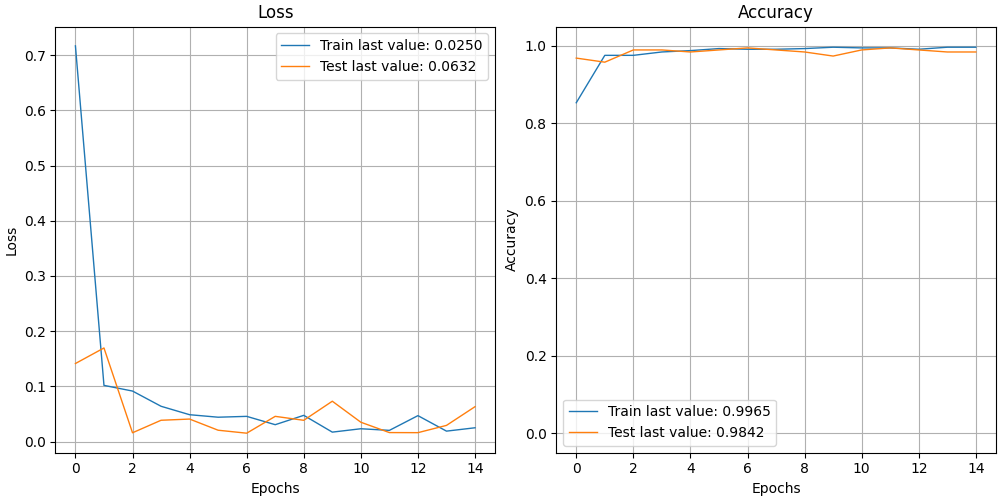 Loss
Train last value: 0.0250
Test last value: 0.0632
0.7
0.6
0.5
0.4
0.3
0.2
0.1
0.0
Loss
0 2 4 6 8 10 12 14
Epochs
Accuracy
1.0
0.8
0.6
0.4
0.2
0.0
Accuracy
Train last value: 0.9965
Test last value: 0.9842
0 2 4 6 8 10 12 14
Epochs